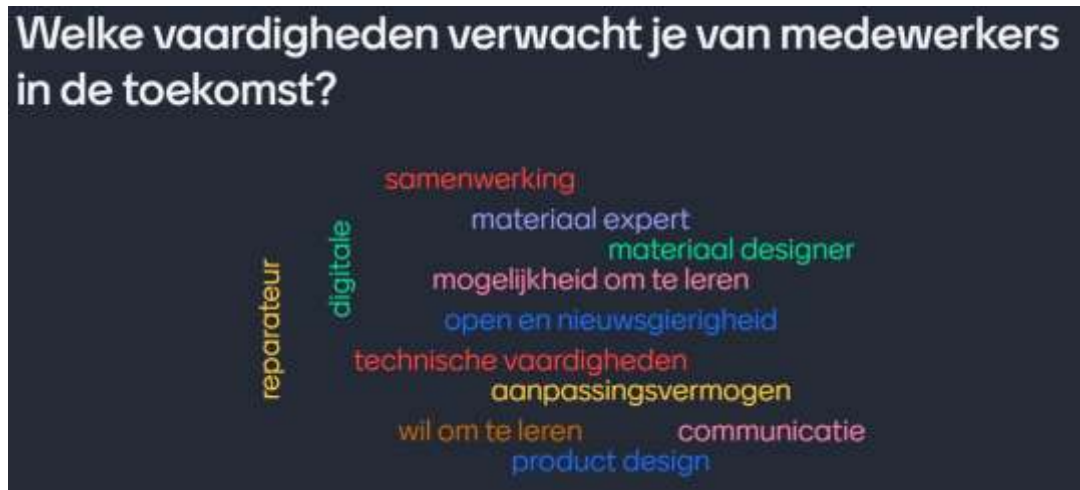 Welke vaardigheden verwacht je van medewerkers
in de toekomst?
samenwerking
materiaal expert
materiaal designer
digitale
mogelijkheid om te leren
reparateur
open en nieuwsgierigheid
technische vaardigheden
aanpassingsvermogen
wil om te leren
communicatie
product design